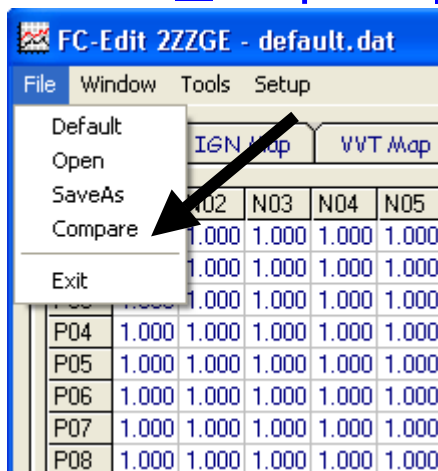 FC-Edit 2ZZGE - default.dat
File Window Tools Setup
Default
Open
SaveAs
Compare
Exit
IGN Map VVT Map
N02 N03 N04 N05
1.000 1.000 1.000 1.000
1.000 1.000 1.000 1.000
1.000 1.000 1.000 1.000
P04 1.000 1.000 1.000 1.000 1.000
P05 1.000 1.000 1.000 1.000 1.000
P06 1.000 1.000 1.000 1.000 1.000
P07 1.000 1.000 1.000 1.000 1.000
P08 1.000 1.000 1.000 1.000 1.000